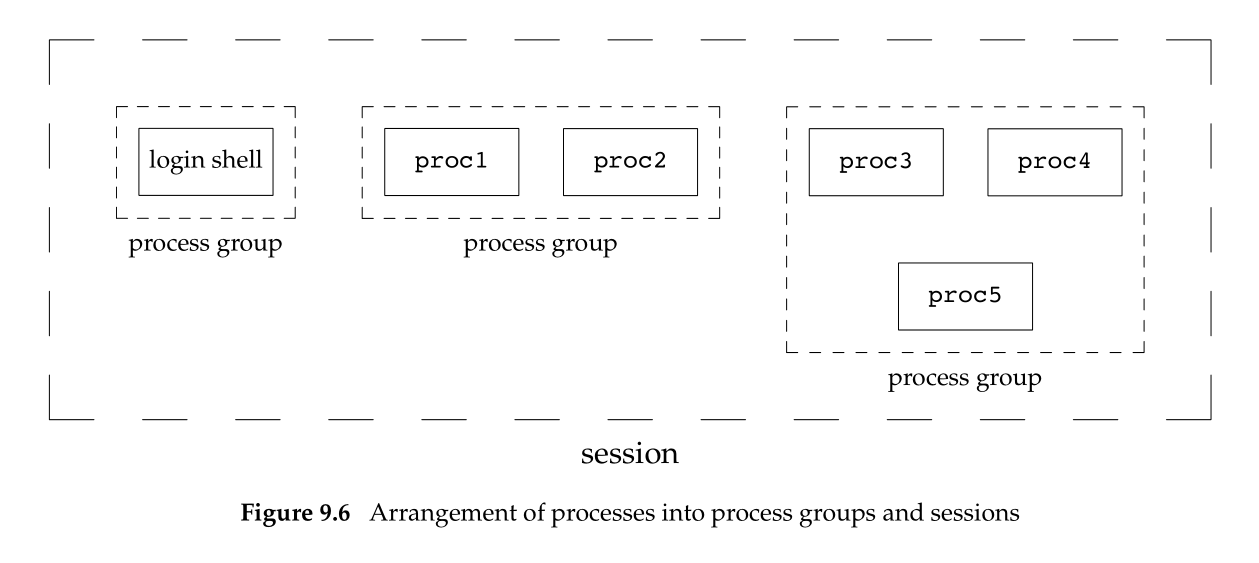 login shell
proc1
proc2
proc3
proc4
process group
process group
proc5
process group
session
Figure 9.6 Arrangement of processes into process groups and sessions